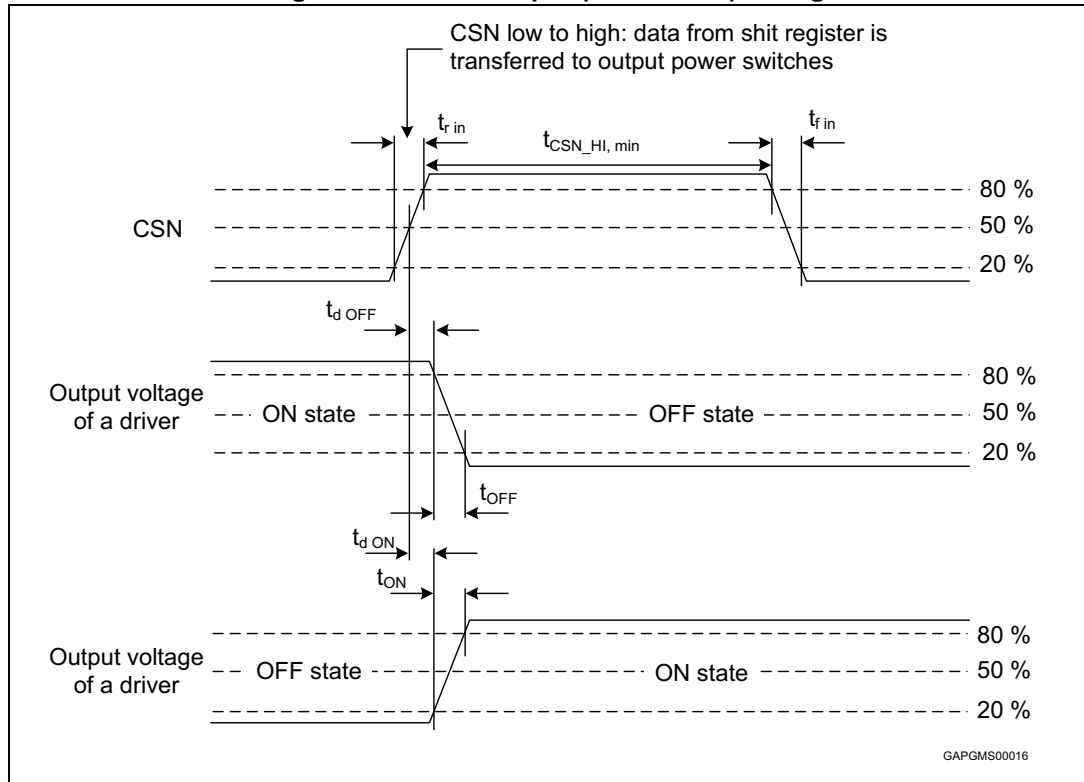 CSN low to high: data from shit register is
transferred to output power switches
t_r in
t_f in
t_CSN_HI, min
80 %
CSN
50 %
20 %
t_d OFF
80 %
Output voltage
of a driver
ON state
OFF state
50 %
20 %
t_OFF
t_d ON
t_ON
80 %
Output voltage
of a driver
OFF state
ON state
50 %
20 %
GAPGMS00016